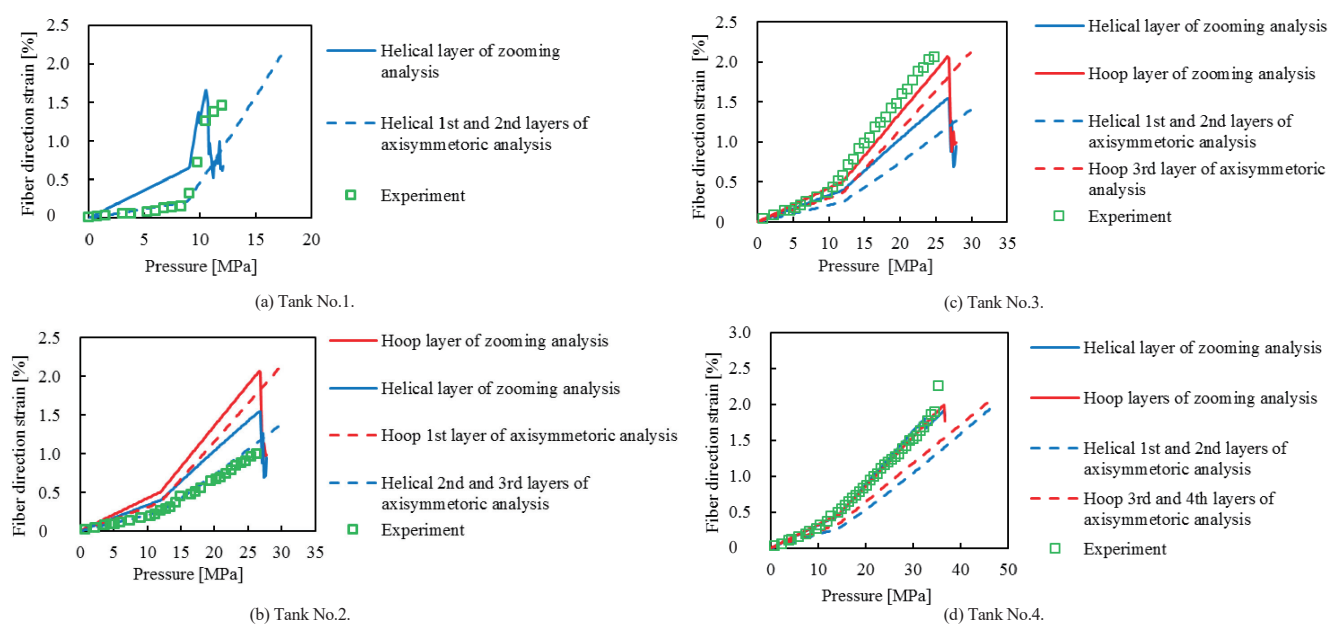 2.5
2.0
1.5
1.0
0.5
0
Fiber direction strain [%]
0
5
10
15
20
Pressure [MPa]
Helical layer of zooming
analysis
Helical 1st and 2nd layers of
axisymmetoric analysis
Experiment
(a) Tank No.1.
2.5
2.0
1.5
1.0
0.5
0
Fiber direction strain [%]
0
5
10
15
20
25
30
35
Pressure [MPa]
Hoop layer of zooming analysis
Helical layer of zooming analysis
Hoop 1st layer of axisymmetoric analysis
Helical 2nd and 3rd layers of
axisymmetoric analysis
Experiment
(b) Tank No.2.
2.5
2.0
1.5
1.0
0.5
0
Fiber direction strain [%]
0
5
10
15
20
25
30
35
Pressure [MPa]
Helical layer of zooming analysis
Hoop layer of zooming analysis
Helical 1st and 2nd layers of
axisymmetoric analysis
Hoop 3rd layer of axisymmetoric
analysis
Experiment
(c) Tank No.3.
3.0
2.5
2.0
1.5
1.0
0.5
0
Fiber direction strain [%]
0
10
20
30
40
50
Pressure [MPa]
Helical layer of zooming analysis
Hoop layers of zooming analysis
Helical 1st and 2nd layers of
axisymmetoric analysis
Hoop 3rd and 4th layers of
axisymmetoric analysis
Experiment
(d) Tank No.4.